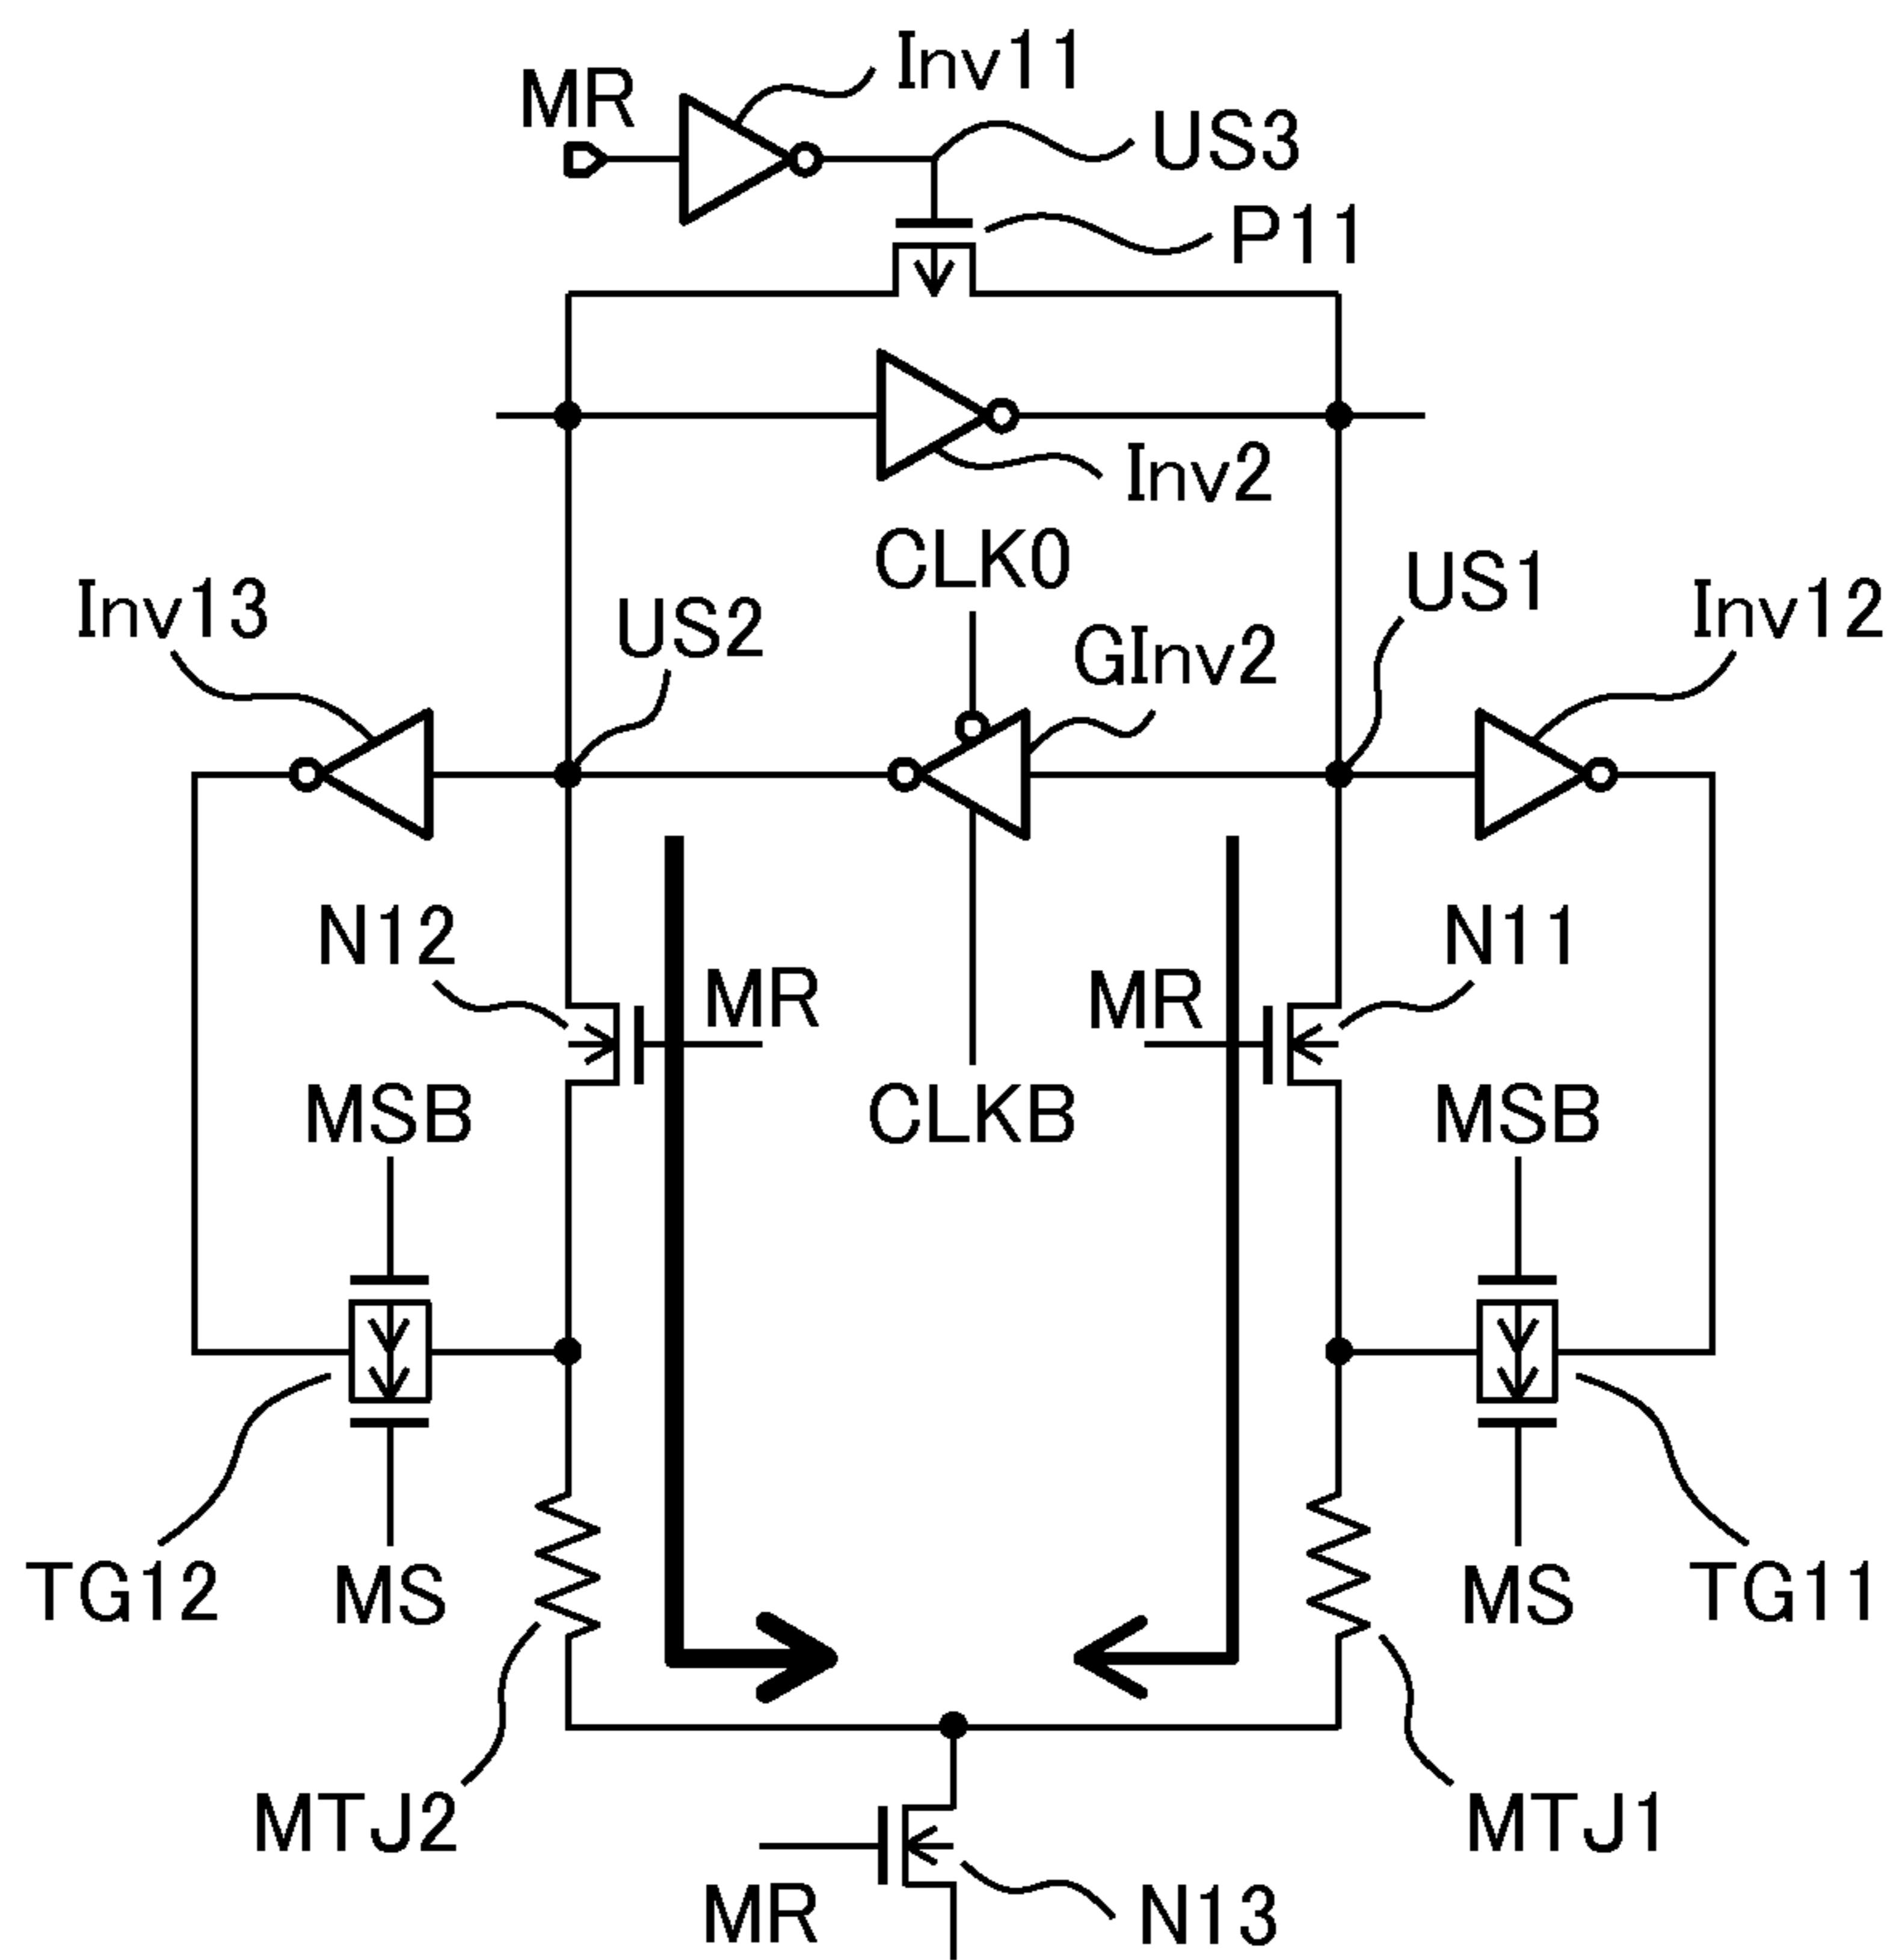 Inv11
MR
US3
P11
Inv2
CLK0
US1
Inv13
US2
GInv2
Inv12
N12
MR
MR
N11
MSB
CLKB
MSB
TG12
MS
MS
TG11
MTJ2
MTJ1
MR
N13